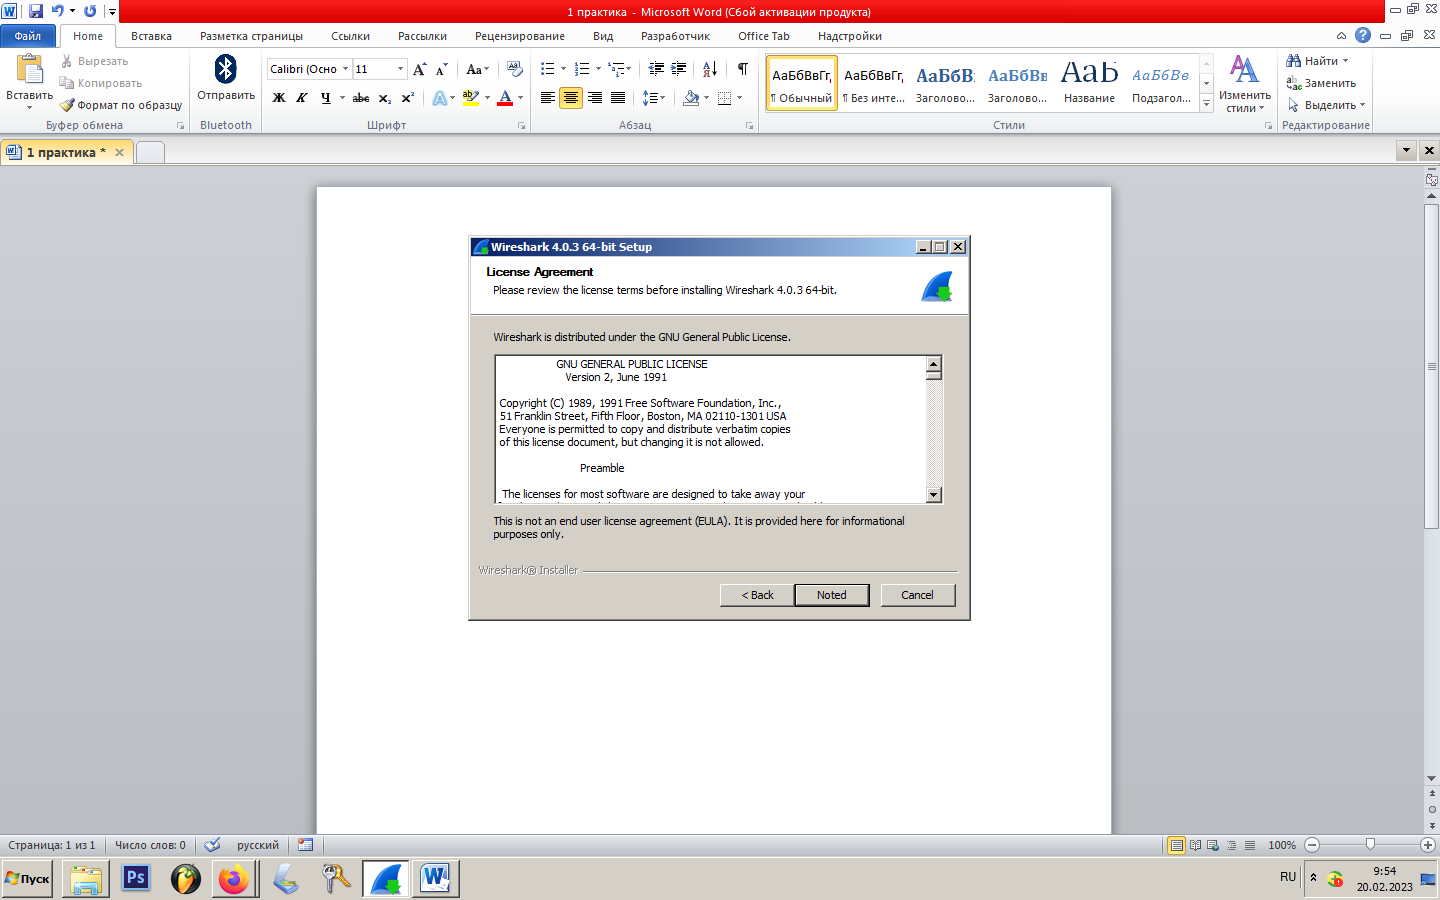 1 практика - Microsoft Word (Сбой активации продукта)
Файл Home Вставка Разметка страницы Ссылки Рассылки Рецензирование Вид Разработчик Office Tab Надстройки
Вставить
Вырезать
Копировать
Формат по образцу
Буфер обмена
Отправить
Bluetooth
Calibri (Осно 11
Ж К Ч abc x₂ x²
Шрифт
Абзац
АаБбВвГг, АаБбВвГг, АаБбВ АаБбВв АаБ АаБбВв.
¶ Обычный ¶ Без инте... Заголово... Заголово... Название Подзагол...
Стили
Изменить
стили
Найти
Заменить
Выделить
Редактирование
1 практика *
Wireshark 4.0.3 64-bit Setup
License Agreement
Please review the license terms before installing Wireshark 4.0.3 64-bit.
Wireshark is distributed under the GNU General Public License.
GNU GENERAL PUBLIC LICENSE
Version 2, June 1991
Copyright (C) 1989, 1991 Free Software Foundation, Inc.,
51 Franklin Street, Fifth Floor, Boston, MA 02110-1301 USA
Everyone is permitted to copy and distribute verbatim copies
of this license document, but changing it is not allowed.
Preamble
The licenses for most software are designed to take away your
This is not an end user license agreement (EULA). It is provided here for informational
purposes only.
Wireshark® Installer
< Back Noted Cancel
Страница: 1 из 1 Число слов: 0 русский 100%
Пуск Ps W RU 9:54
20.02.2023